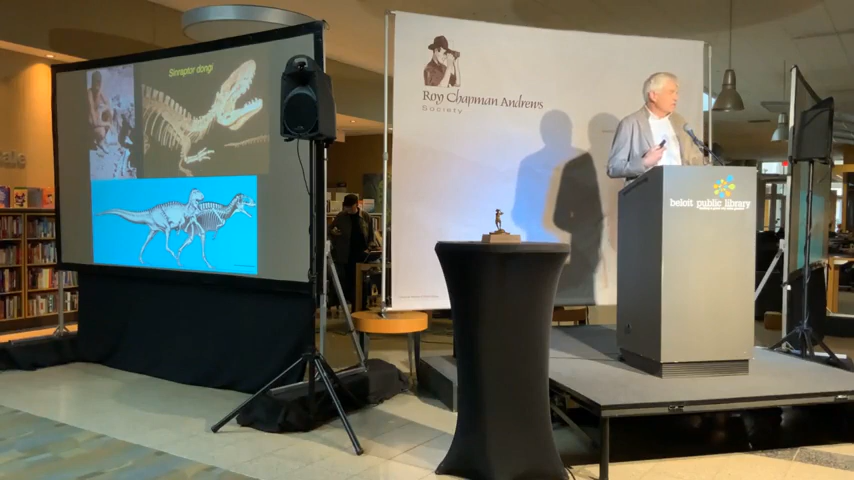 Sinraptor dongi
Roy Chapman Andrews
Society
beloit public library